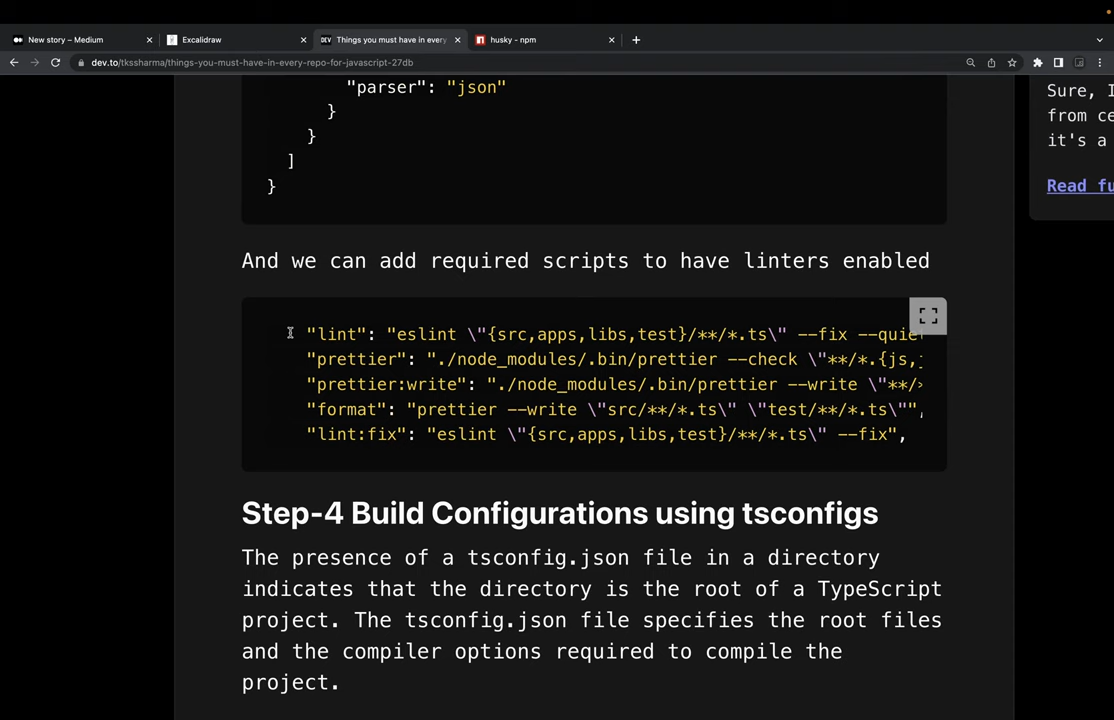 New story – Medium
Excalidraw
DEV Things you must have in every
husky - npm
dev.to/tkssharma/things-you-must-have-in-every-repo-for-javascript-27db
"parser": "json"
}
}
]
}
Sure, I
from ce
it's a
Read fu
And we can add required scripts to have linters enabled
"lint": "eslint \"{src,apps,libs,test}/**/*.ts\" --fix --quie
"prettier": "./node_modules/.bin/prettier --check \"**/*.{js,
"prettier:write": "./node_modules/.bin/prettier --write \"**/
"format": "prettier --write \"src/**/*.ts\" \"test/**/*.ts\"",
"lint:fix": "eslint \"{src,apps,libs,test}/**/*.ts\" --fix",
Step-4 Build Configurations using tsconfigs
The presence of a tsconfig.json file in a directory
indicates that the directory is the root of a TypeScript
project. The tsconfig.json file specifies the root files
and the compiler options required to compile the
project.